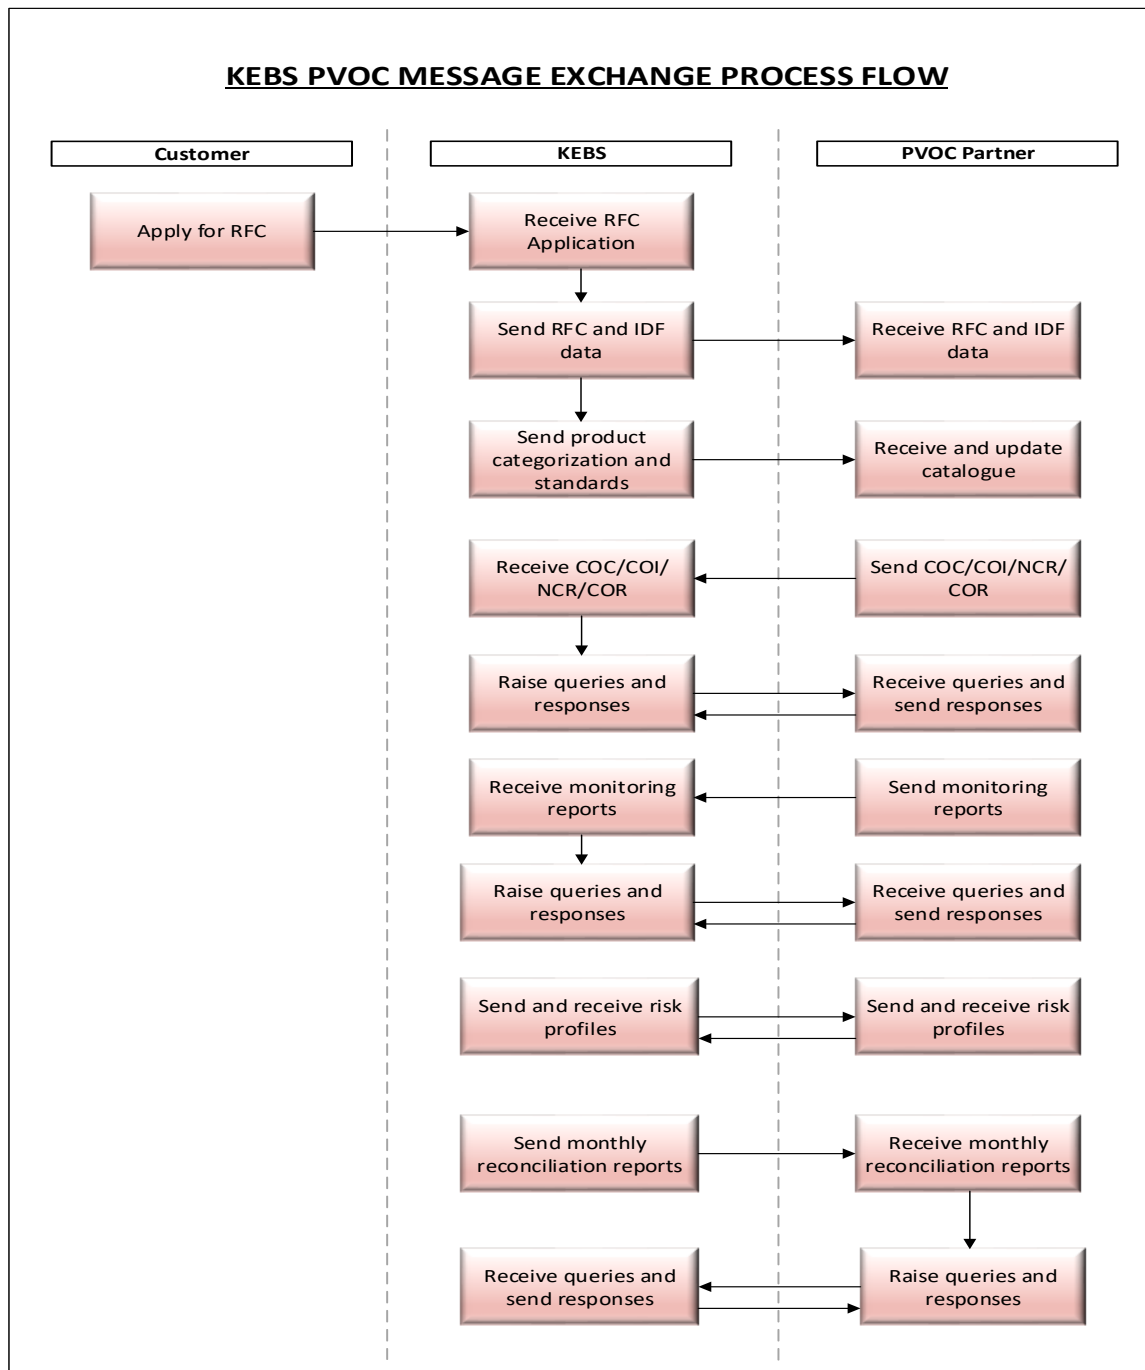 KEBS PVOC MESSAGE EXCHANGE PROCESS FLOW
Customer
KEBS
PVOC Partner
Apply for RFC
Receive RFC
Application
Send RFC and IDF
data
Receive RFC and IDF
data
Send product
categorization and
standards
Receive and update
catalogue
Receive COC/COI/
NCR/COR
Send COC/COI/NCR/
COR
Raise queries and
responses
Receive queries and
send responses
Receive monitoring
reports
Send monitoring
reports
Raise queries and
responses
Receive queries and
send responses
Send and receive risk
profiles
Send and receive risk
profiles
Send monthly
reconciliation reports
Receive monthly
reconciliation reports
Receive queries and
send responses
Raise queries and
responses